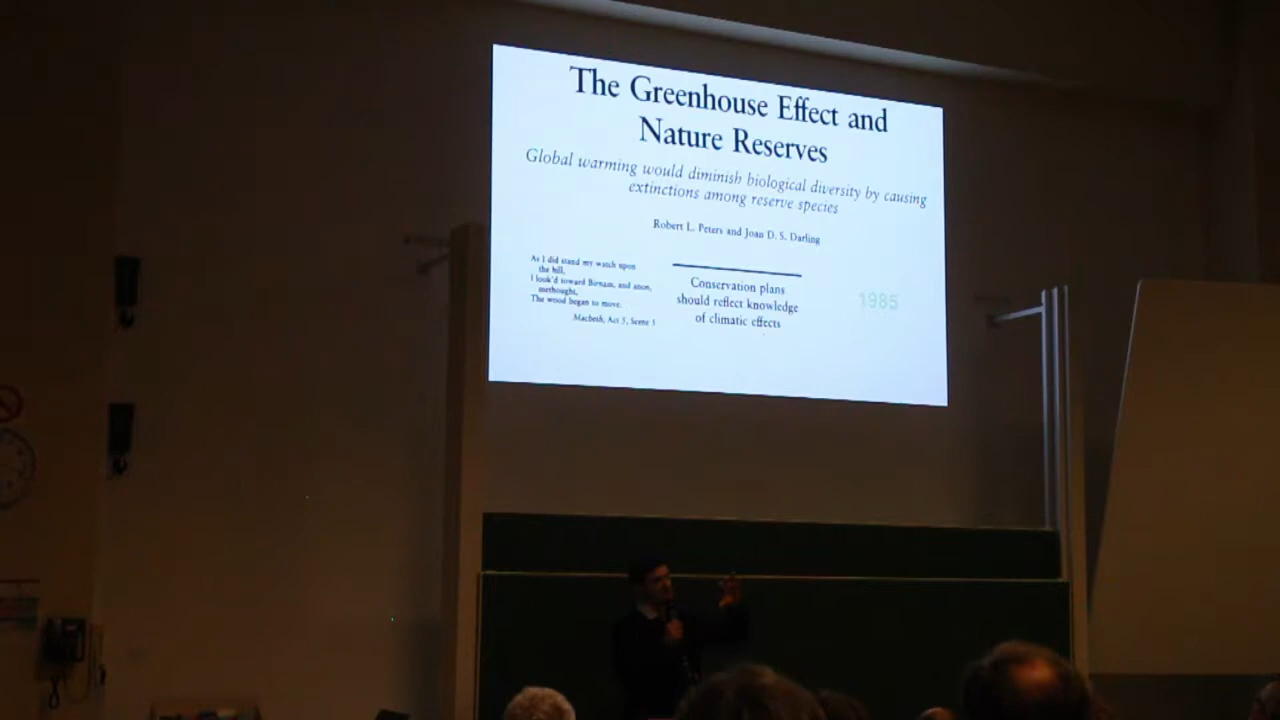 The Greenhouse Effect and
Nature Reserves
Global warming would diminish biological diversity by causing
extinctions among reserve species
Robert L. Peters and Joan D. S. Darling
As I did stand my watch upon
the hill,
I look'd toward Birnam, and anon,
methought,
The wood began to move.
Macbeth, Act 5, Scene 5
Conservation plans
should reflect knowledge
of climatic effects
1985